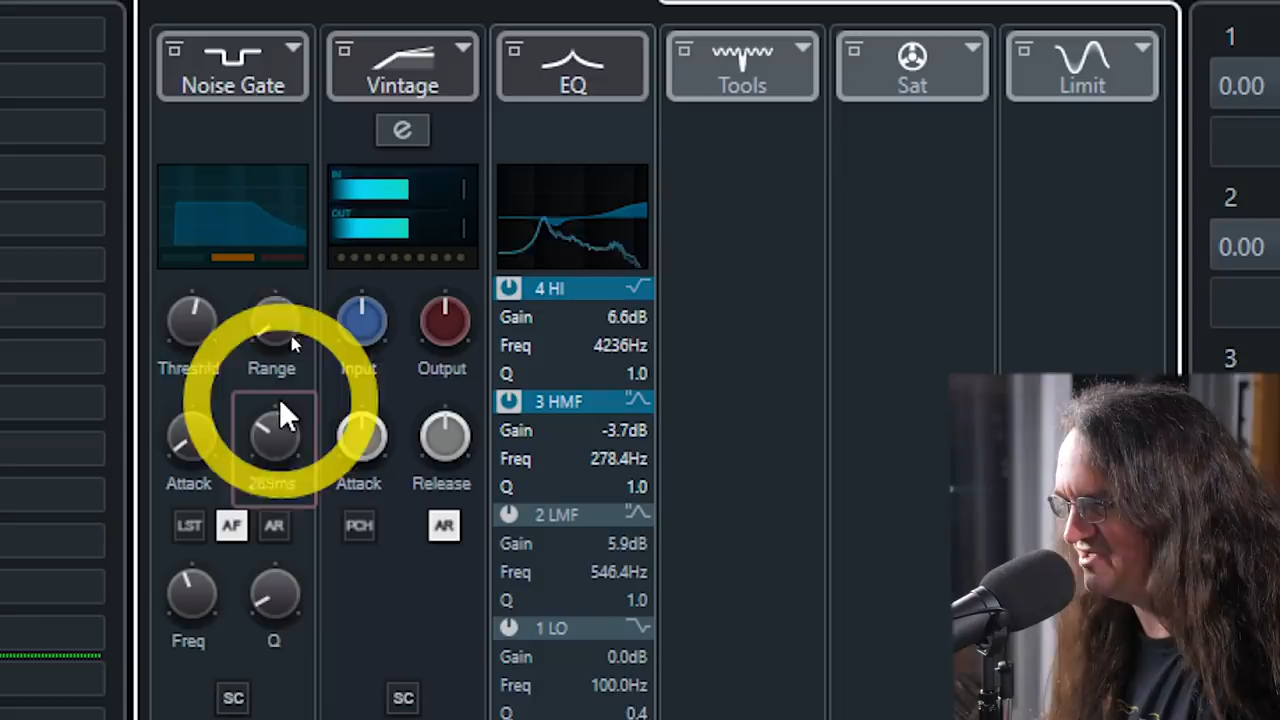 Noise Gate
Vintage
EQ
Tools
Sat
Limit
1
0.00
e
IN
OUT
2
0.00
4 HI
Gain 6.6dB
Freq 4236Hz
Q 1.0
Threshld
Range
Input
Output
3
3 HMF
Gain -3.7dB
Freq 278.4Hz
Q 1.0
Attack
Attack
Release
LST
AF
AR
PCH
AR
2 LMF
Gain 5.9dB
Freq 546.4Hz
Q 1.0
Freq
Q
1 LO
Gain 0.0dB
Freq 100.0Hz
Q 0.4
SC
SC